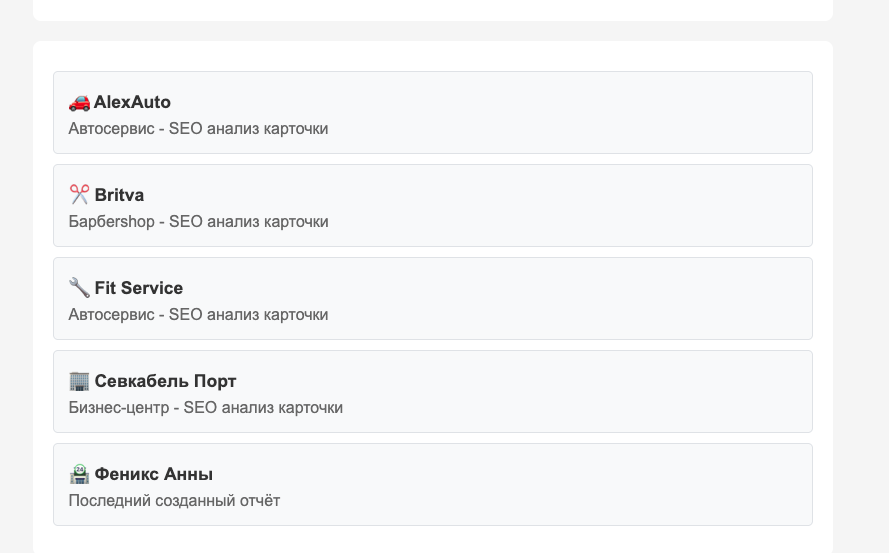 AlexAuto
Автосервис - SEO анализ карточки
Britva
Барбershop - SEO анализ карточки
Fit Service
Автосервис - SEO анализ карточки
Севкабель Порт
Бизнес-центр - SEO анализ карточки
Феникс Анны
Последний созданный отчёт